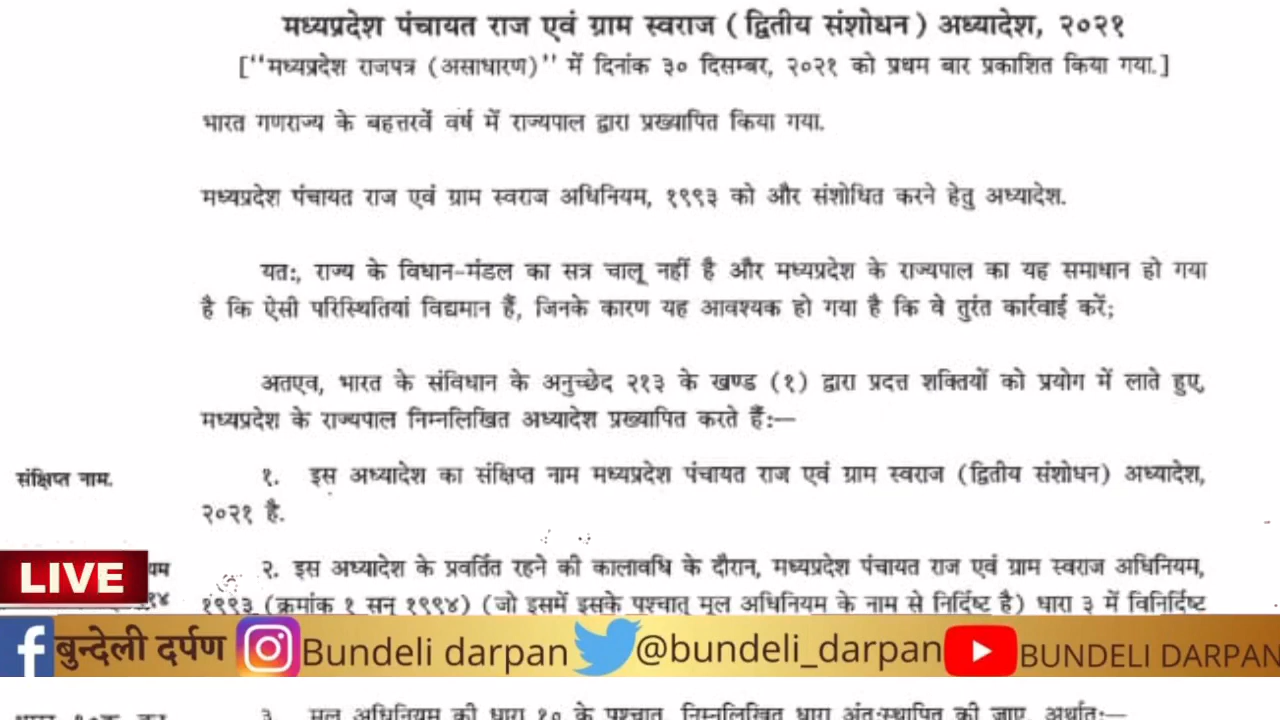 मध्यप्रदेश पंचायत राज एवं ग्राम स्वराज (द्वितीय संशोधन) अध्यादेश, २०२१
[‘‘मध्यप्रदेश राजपत्र (असाधारण)’’ में दिनांक ३० दिसम्बर, २०२१ को प्रथम बार प्रकाशित किया गया.]
भारत गणराज्य के बहत्तरवें वर्ष में राज्यपाल द्वारा प्रख्यापित किया गया.
मध्यप्रदेश पंचायत राज एवं ग्राम स्वराज अधिनियम, १९९३ को और संशोधित करने हेतु अध्यादेश.
यत:, राज्य के विधान-मंडल का सत्र चालू नहीं है और मध्यप्रदेश के राज्यपाल का यह समाधान हो गया
है कि ऐसी परिस्थितियां विद्यमान हैं, जिनके कारण यह आवश्यक हो गया है कि वे तुरंत कार्रवाई करें;
अतएव, भारत के संविधान के अनुच्छेद २१३ के खण्ड (१) द्वारा प्रदत्त शक्तियों को प्रयोग में लाते हुए,
मध्यप्रदेश के राज्यपाल निम्नलिखित अध्यादेश प्रख्यापित करते हैं:—
संक्षिप्त नाम. १. इस अध्यादेश का संक्षिप्त नाम मध्यप्रदेश पंचायत राज एवं ग्राम स्वराज (द्वितीय संशोधन) अध्यादेश,
२०२१ है.
२. इस अध्यादेश के प्रवर्तित रहने की कालावधि के दौरान, मध्यप्रदेश पंचायत राज एवं ग्राम स्वराज अधिनियम,
१९९३ (क्रमांक १ सन् १९९४) (जो इसमें इसके पश्चात् मूल अधिनियम के नाम से निर्दिष्ट है) धारा ३ में विनिर्दिष्ट
LIVE
बुन्देली दर्पण Bundeli darpan @bundeli_darpan BUNDELI DARPAN
३. मूल अधिनियम की धारा १० के पश्चात्, निम्नलिखित धारा अंत:स्थापित की जाए, अर्थात्:—